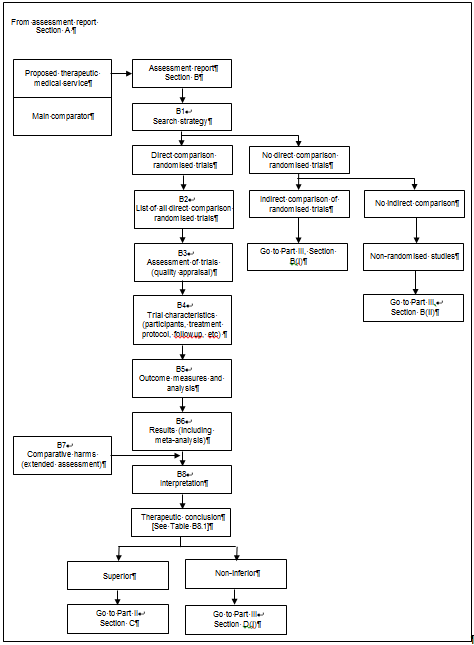 From assessment report
Section A ¶
Proposed therapeutic
medical service¶
Main comparator¶
Assessment report¶
Section B¶
B1↵
Search strategy¶
Direct comparison
randomised trials¶
No direct comparison
randomised trials¶
B2↵
List of all direct comparison
randomised trials¶
Indirect comparison of
randomised trials¶
No indirect comparison¶
B3↵
Assessment of trials
(quality appraisal)¶
Go to Part III, Section
B(I)¶
Non-randomised studies¶
B4↵
Trial characteristics
(participants, treatment
protocol, follow up, etc) ¶
Go to Part III,
Section B(II)¶
B5↵
Outcome measures and
analysis¶
B6↵
Results (including
meta-analysis)¶
B7↵
Comparative harms
(extended assessment)¶
B8↵
Interpretation¶
Therapeutic conclusion
[See Table B8.1]¶
Superior¶
Non-inferior¶
Go to Part II↵
Section C¶
Go to Part III↵
Section D(I)¶
¶